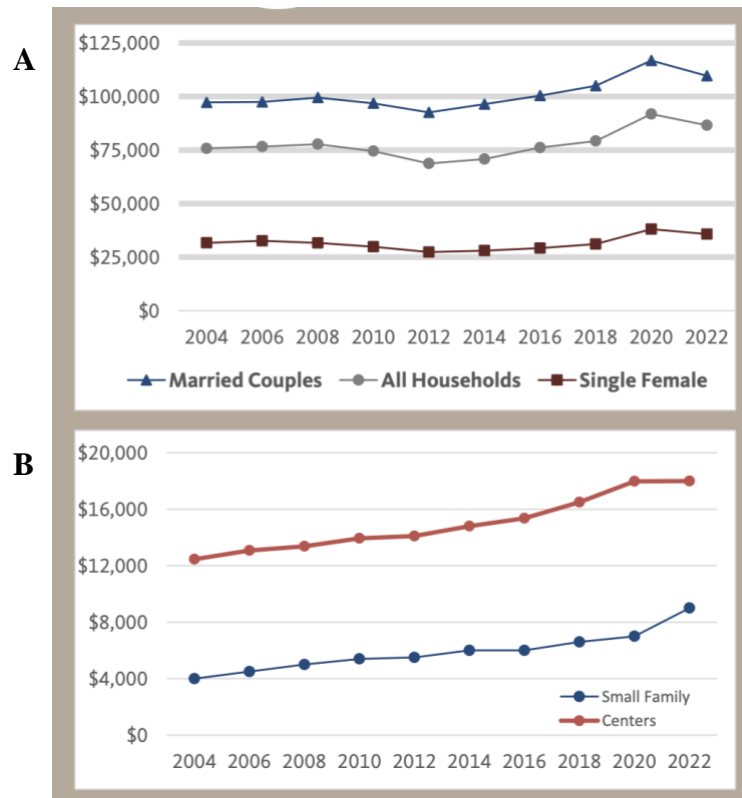 A
$125,000
$100,000
$75,000
$50,000
$25,000
$0
2004 2006 2008 2010 2012 2014 2016 2018 2020 2022
Married Couples All Households Single Female
B
$20,000
$16,000
$12,000
$8,000
$4,000
Small Family
Centers
$0
2004 2006 2008 2010 2012 2014 2016 2018 2020 2022